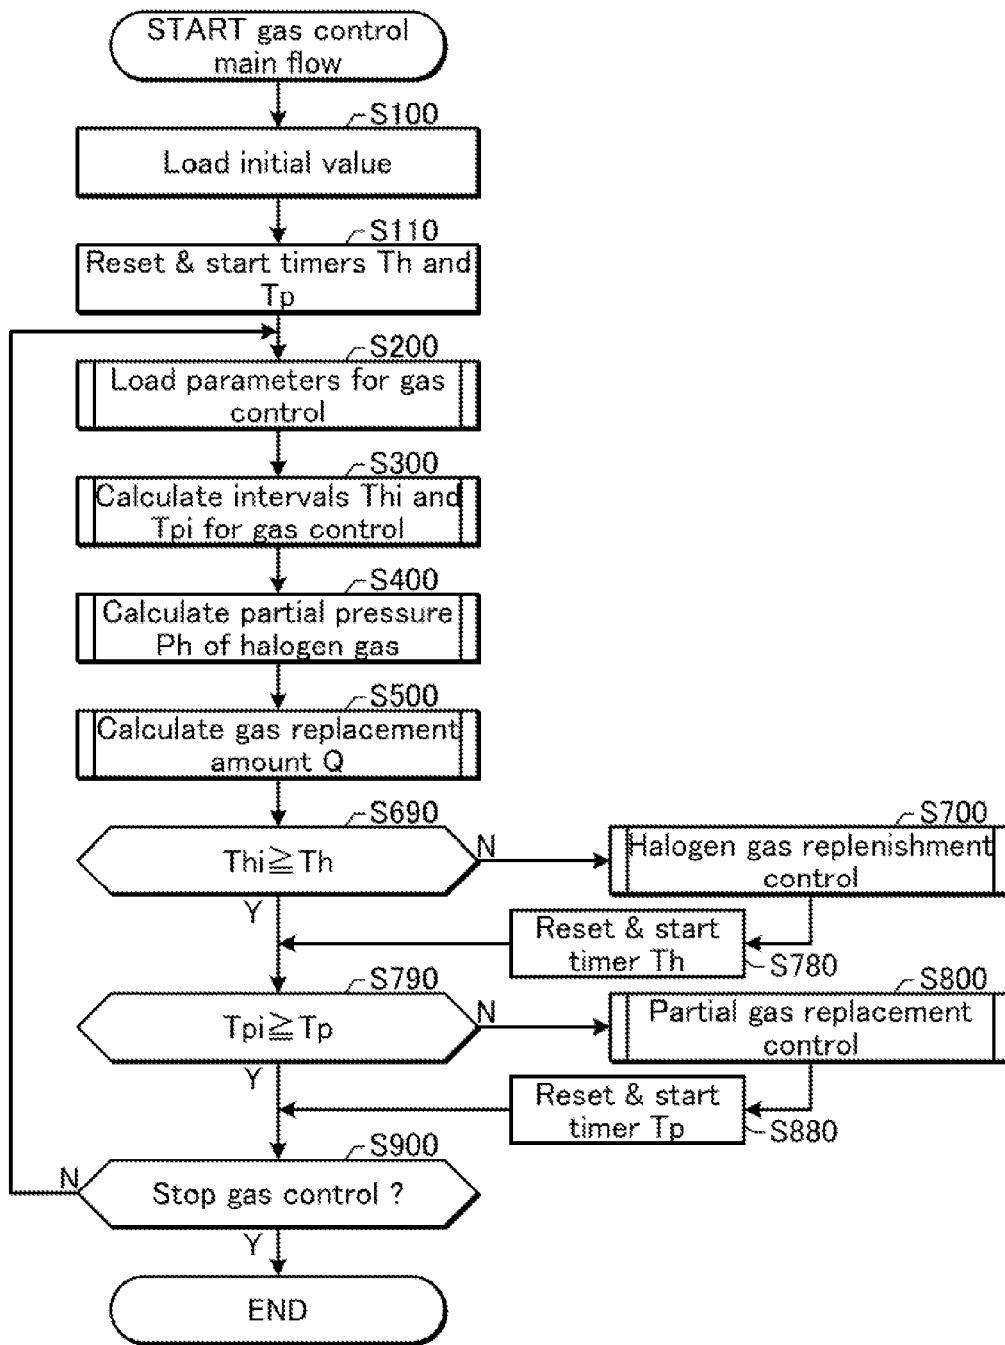 START gas control
main flow
S100
Load initial value
S110
Reset & start timers Th and
Tp
S200
Load parameters for gas
control
S300
Calculate intervals Thi and
Tpi for gas control
S400
Calculate partial pressure
Ph of halogen gas
S500
Calculate gas replacement
amount Q
S690
Thi≧Th
N
Y
S700
Halogen gas replenishment
control
Reset & start
timer Th
S780
S790
Tpi≧Tp
N
Y
S800
Partial gas replacement
control
Reset & start
timer Tp
S880
S900
Stop gas control ?
N
Y
END